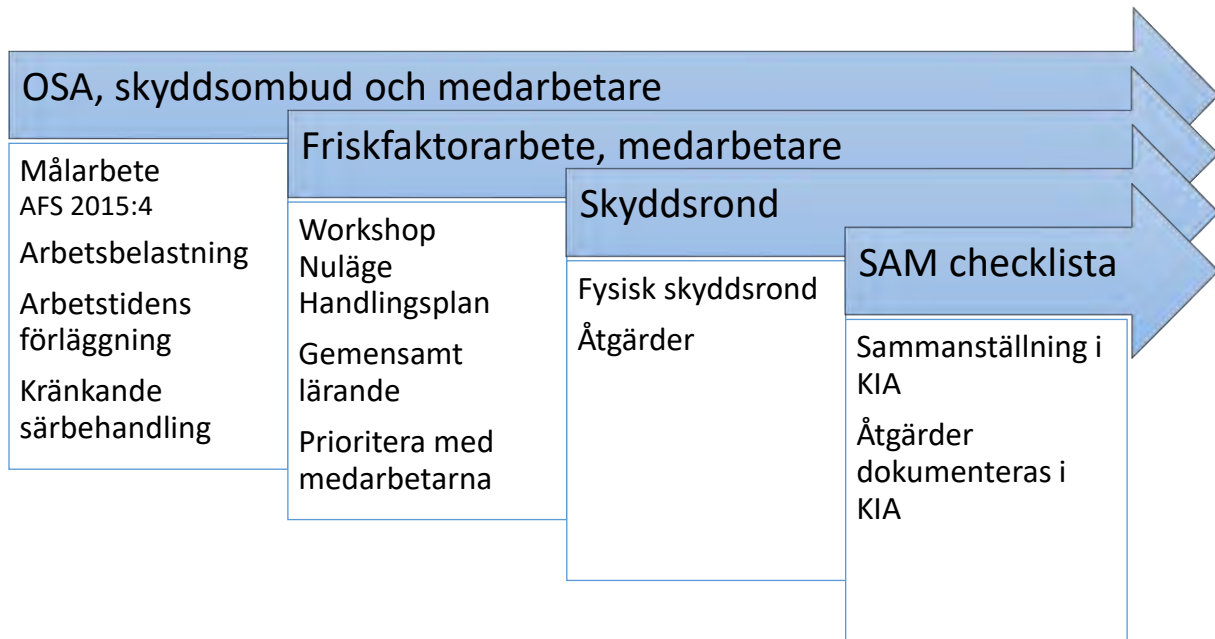 OSA, skyddsombud och medarbetare
Målarbete
AFS 2015:4
Arbetsbelastning
Arbetstidens
förläggning
Kränkande
särbehandling
Friskfaktorarbete, medarbetare
Workshop
Nuläge
Handlingsplan
Gemensamt
lärande
Prioritera med
medarbetarna
Skyddsrond
Fysisk skyddsrond
Åtgärder
SAM checklista
Sammanställning i
KIA
Åtgärder
dokumenteras i
KIA